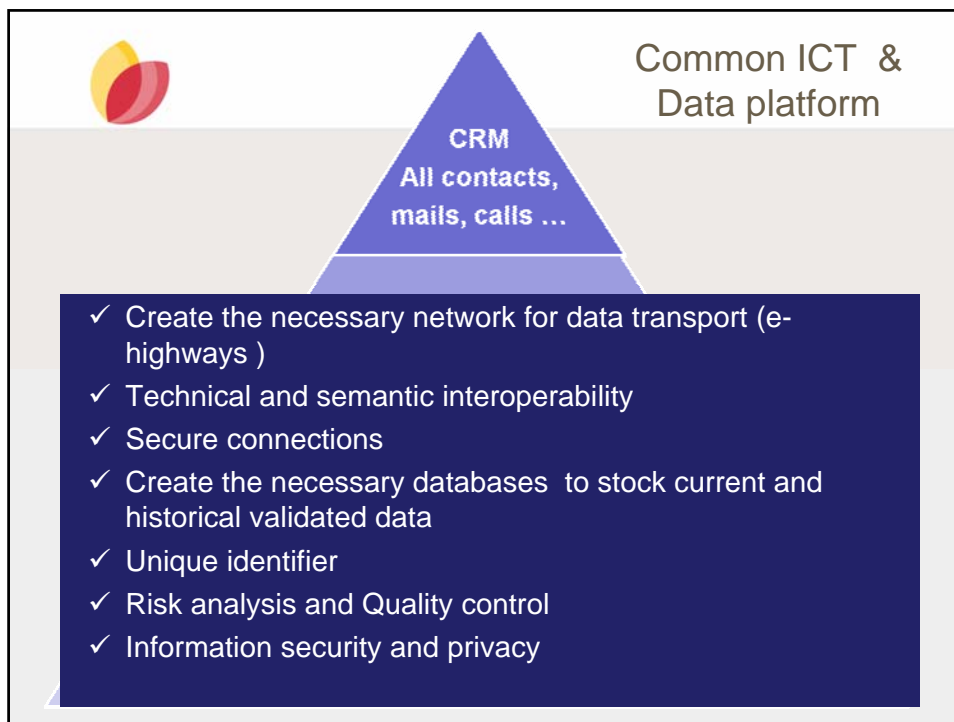 Common ICT &
Data platform
CRM
All contacts,
mails, calls ...
✓ Create the necessary network for data transport (e-
highways )
✓ Technical and semantic interoperability
✓ Secure connections
✓ Create the necessary databases to stock current and
historical validated data
✓ Unique identifier
✓ Risk analysis and Quality control
✓ Information security and privacy